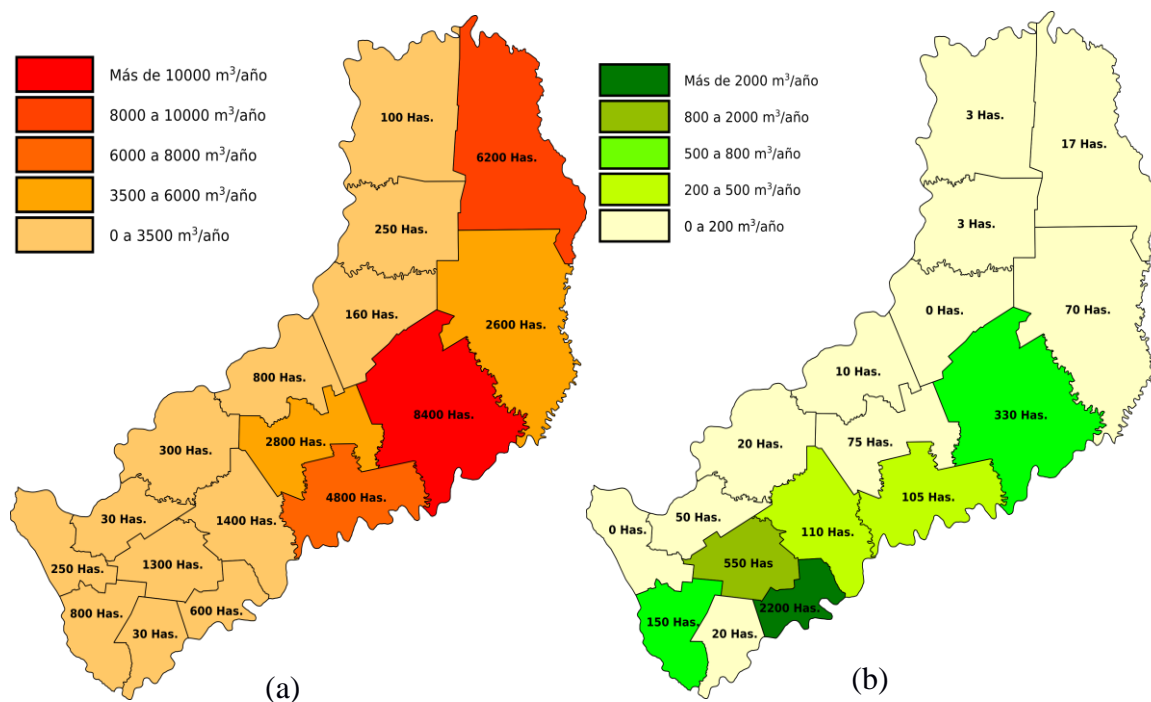 Más de 10000 m³/año
8000 a 10000 m³/año
6000 a 8000 m³/año
3500 a 6000 m³/año
0 a 3500 m³/año
100 Has.
6200 Has.
250 Has.
160 Has.
2600 Has.
800 Has.
8400 Has.
2800 Has.
300 Has.
4800 Has.
30 Has.
1400 Has.
1300 Has.
250 Has.
800 Has.
600 Has.
30 Has.
(a)
Más de 2000 m³/año
800 a 2000 m³/año
500 a 800 m³/año
200 a 500 m³/año
0 a 200 m³/año
3 Has.
17 Has.
3 Has.
0 Has.
70 Has.
10 Has.
330 Has.
20 Has.
75 Has.
105 Has.
50 Has.
0 Has.
110 Has.
550 Has
2200 Has.
150 Has.
20 Has.
(b)